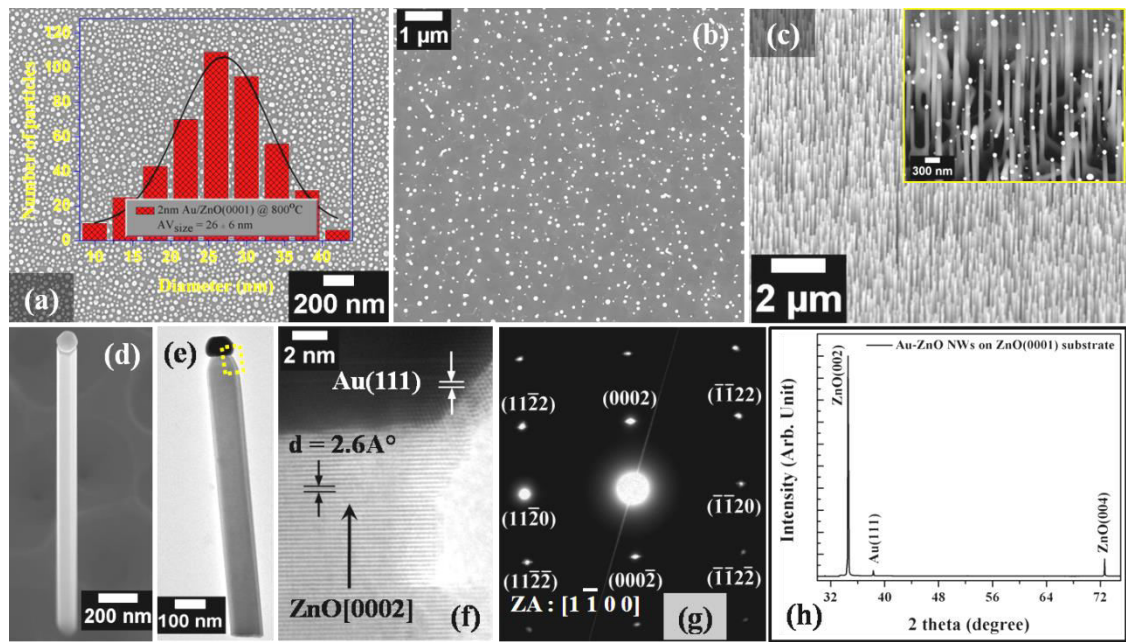 120
100
80
60
40
20
0
Number of particles
2nm Au/ZnO(0001) @ 800°C
AVsize = 26 ± 6 nm
10 15 20 25 30 35 40
Diameter (nm)
(a)
200 nm
1 µm
(b)
(c)
300 nm
2 µm
(d)
200 nm
(e)
100 nm
2 nm
Au(111)
d = 2.6A°
ZnO[0002]
(f)
(112̅2)
(0002)
(1̅1̅22)
(112̅0)
(1̅1̅20)
(112̅2̅)
(0002̅)
(1̅1̅22̅)
ZA : [1 1̅ 0 0]
(g)
Au-ZnO NWs on ZnO(0001) substrate
Intensity (Arb. Unit)
ZnO(002)
Au(111)
ZnO(004)
(h)
32 40 48 56 64 72
2 theta (degree)